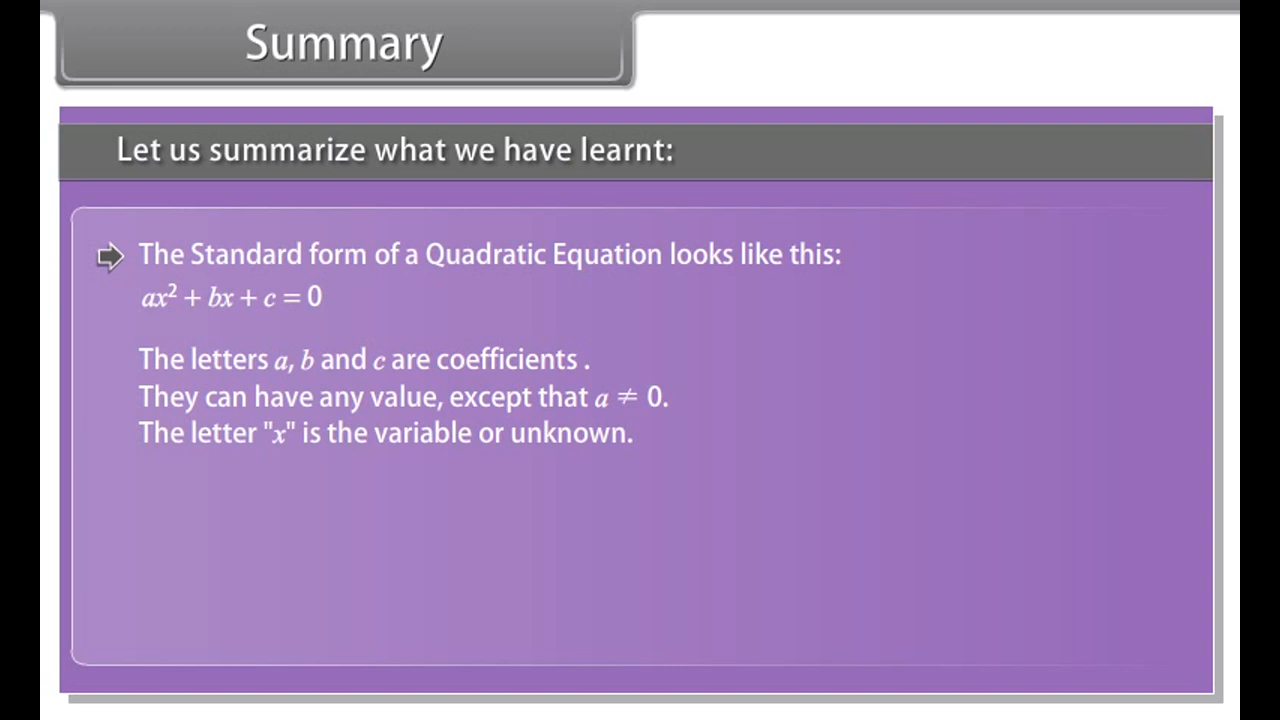 Summary
Let us summarize what we have learnt:
The Standard form of a Quadratic Equation looks like this:
ax² + bx + c = 0
The letters a, b and c are coefficients .
They can have any value, except that a ≠ 0.
The letter "x" is the variable or unknown.